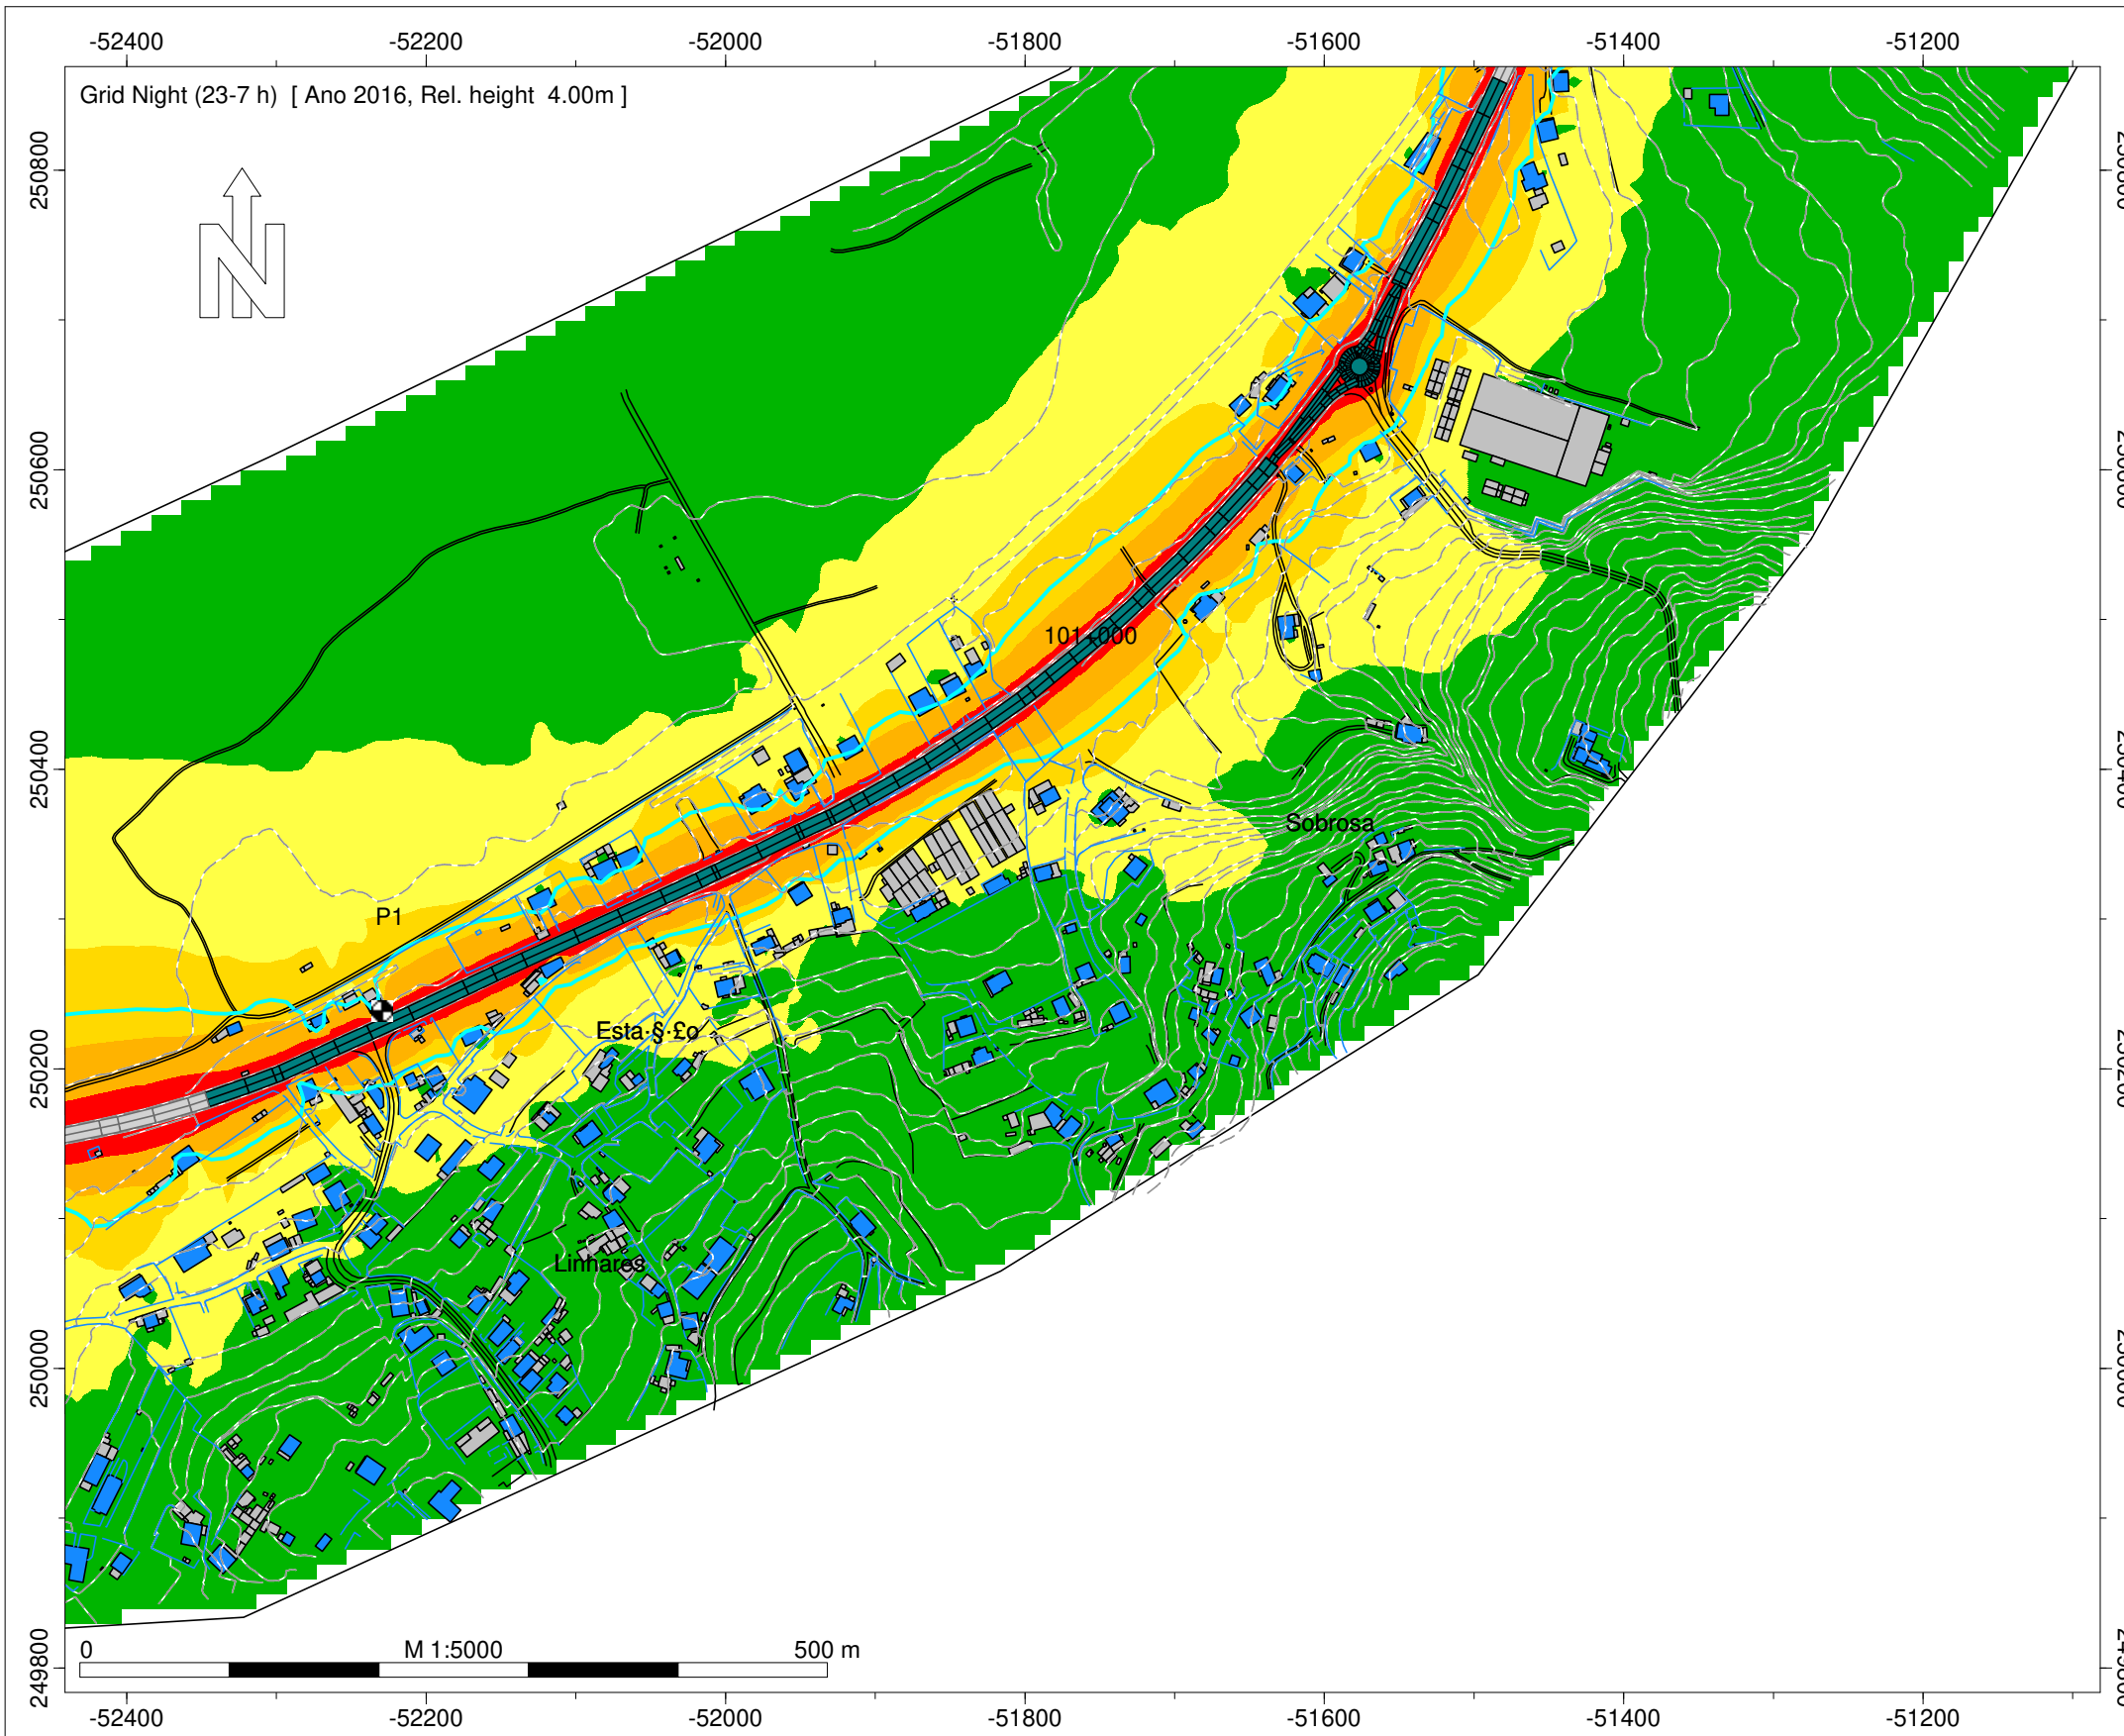 -52400 -52200 -52000 -51800 -51600 -51400 -51200
Grid Night (23-7 h) [ Ano 2016, Rel. height 4.00m ]
N
250800
250600
101+000
250400
Sobrosa
P1
Esta·§·£o
250200
Linhares
250000
249800
0 M 1:5000 500 m
-52400 -52200 -52000 -51800 -51600 -51400 -51200